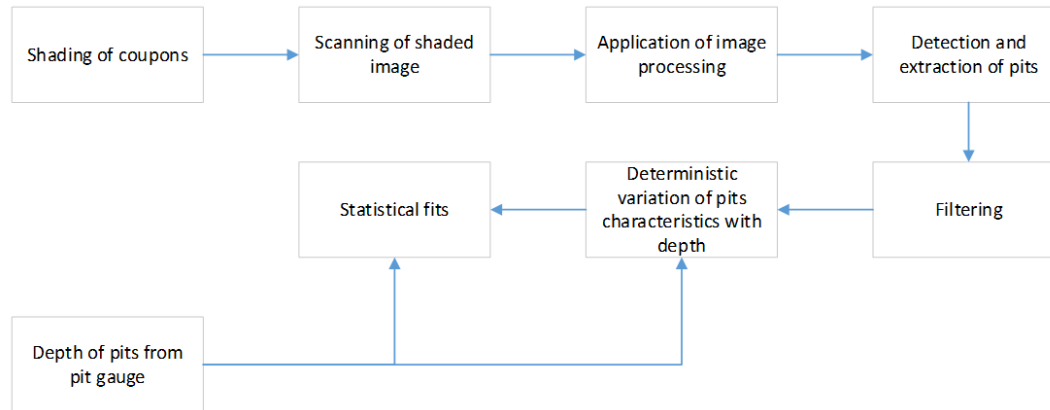 Shading of coupons
Scanning of shaded
image
Application of image
processing
Detection and
extraction of pits
Statistical fits
Deterministic
variation of pits
characteristics with
depth
Filtering
Depth of pits from
pit gauge